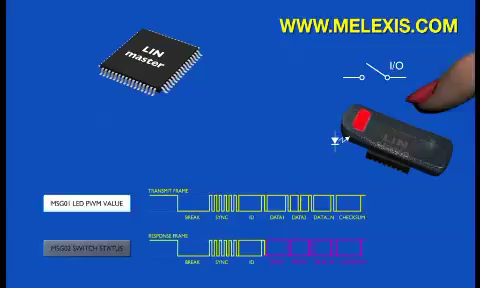 WWW.MELEXIS.COM
LIN
master
I/O
LIN
MSG01 LED PWM VALUE
TRANSMIT FRAME
BREAK SYNC ID DATA1 DATA2 DATA...N CHECKSUM
MSG02 SWITCH STATUS
RESPONSE FRAME
BREAK SYNC ID